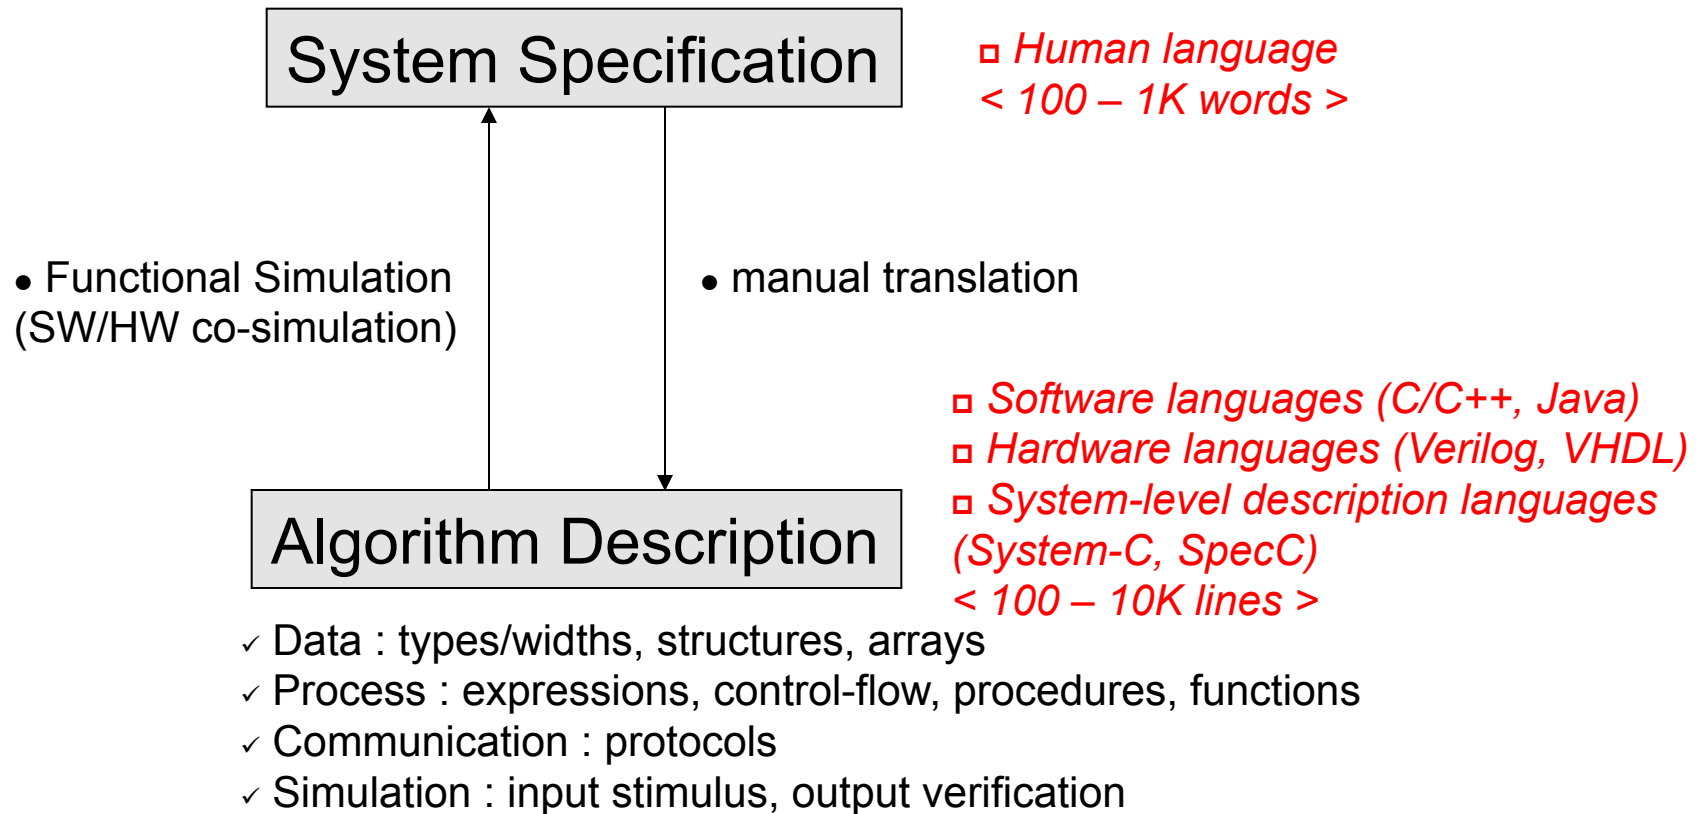 System Specification
▫ Human language
< 100 – 1K words >
● Functional Simulation
(SW/HW co-simulation)
● manual translation
▫ Software languages (C/C++, Java)
▫ Hardware languages (Verilog, VHDL)
▫ System-level description languages
(System-C, SpecC)
< 100 – 10K lines >
Algorithm Description
✓ Data : types/widths, structures, arrays
✓ Process : expressions, control-flow, procedures, functions
✓ Communication : protocols
✓ Simulation : input stimulus, output verification